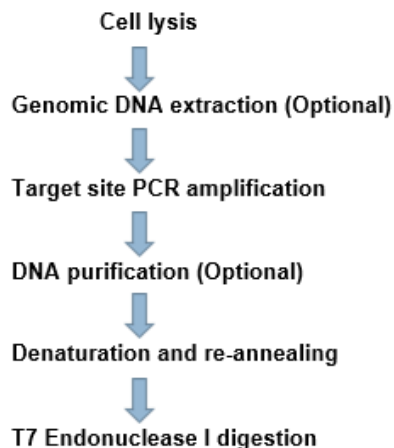 Cell lysis
Genomic DNA extraction (Optional)
Target site PCR amplification
DNA purification (Optional)
Denaturation and re-annealing
T7 Endonuclease I digestion